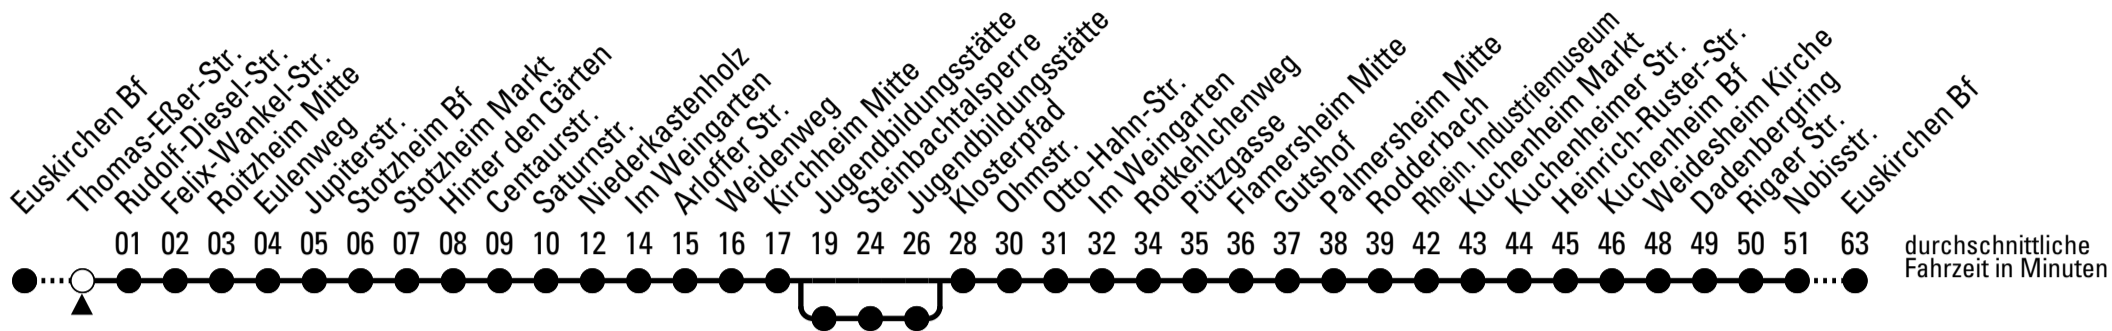 Euskirchen Bf
Thomas-Eßer-Str.
Rudolf-Diesel-Str.
Felix-Wankel-Str.
Roitzheim Mitte
Eulenweg
Jupiterstr.
Stotzheim Bf
Stotzheim Markt
Hinter den Gärten
Centaurstr.
Saturnstr.
Niederkastenholz
Im Weingarten
Arloffer Str.
Weidenweg
Kirchheim Mitte
Jugendbildungsstätte
Steinbachtalsperre
Jugendbildungsstätte
Klosterpfad
Ohmstr.
Otto-Hahn-Str.
Im Weingarten
Rotkehlchenweg
Pützgasse
Flamersheim Mitte
Gutshof
Palmersheim Mitte
Rodderbach
Rhein. Industriemuseum
Kuchenheim Markt
Kuchenheimer Str.
Heinrich-Ruster-Str.
Kuchenheim Bf
Weidesheim Kirche
Dadenbergring
Rigaer Str.
Nobisstr.
Euskirchen Bf
01 02 03 04 05 06 07 08 09 10 12 14 15 16 17 19 24 26 28 30 31 32 34 35 36 37 38 39 42 43 44 45 46 48 49 50 51 63
durchschnittliche
Fahrzeit in Minuten